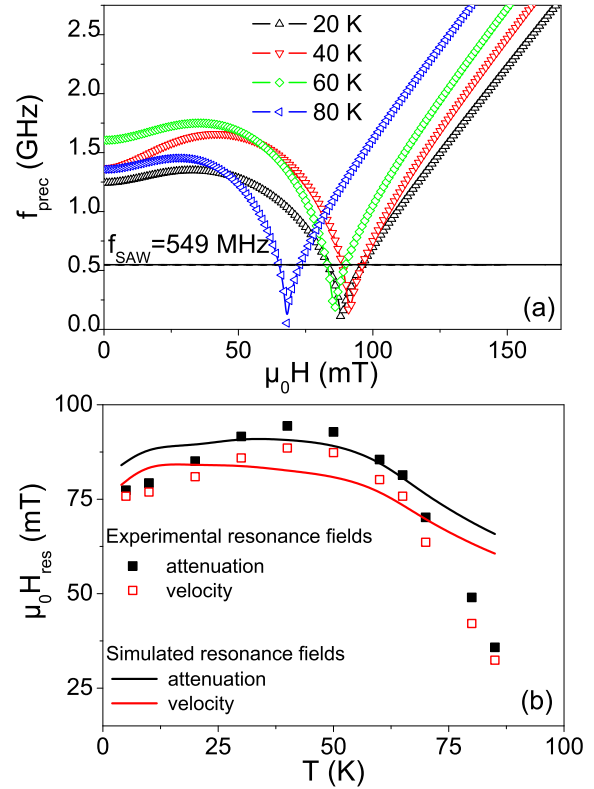 2.5
2.0
1.5
1.0
0.5
0.0
f_prec (GHz)
20 K
40 K
60 K
80 K
f_SAW=549 MHz
(a)
0 50 100 150
μ₀H (mT)
100
75
50
25
μ₀H_res (mT)
Experimental resonance fields
attenuation
velocity
Simulated resonance fields
attenuation
velocity
(b)
0 25 50 75 100
T (K)